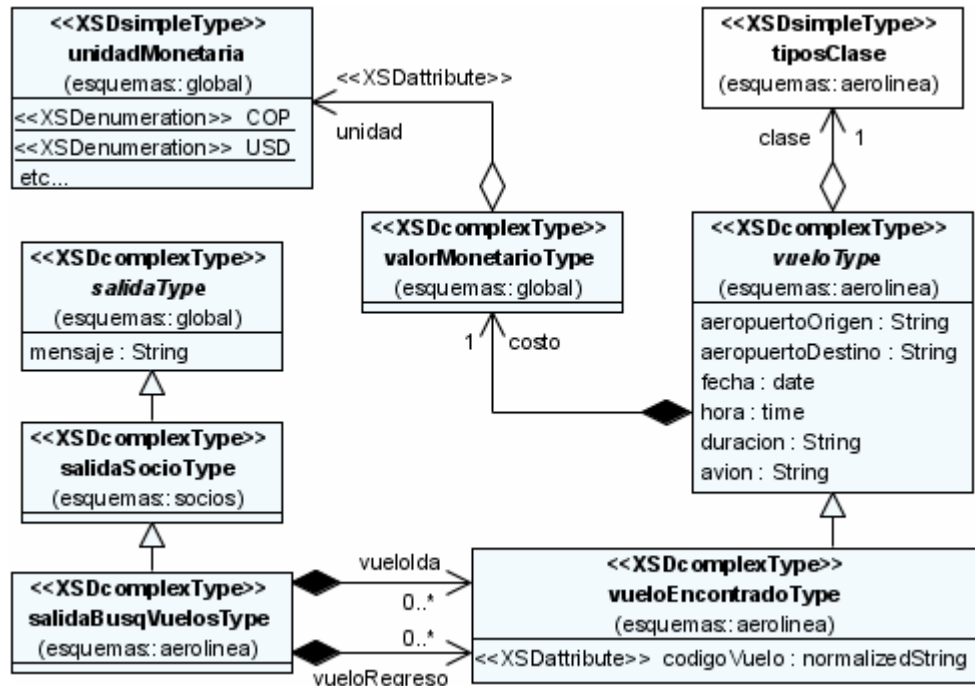 <<XSDsimpleType>>
unidadMonetaria
(esquemas::global)
<<XSDenumeration>> COP
<<XSDenumeration>> USD
etc...
<<XSDattribute>>
unidad
<<XSDsimpleType>>
tiposClase
(esquemas::aerolinea)
clase 1
<<XSDcomplexType>>
valorMonetarioType
(esquemas::global)
1 costo
<<XSDcomplexType>>
vueloType
(esquemas::aerolinea)
aeropuertoOrigen : String
aeropuertoDestino : String
fecha : date
hora : time
duracion : String
avion : String
<<XSDcomplexType>>
salidaType
(esquemas::global)
mensaje : String
<<XSDcomplexType>>
salidaSocioType
(esquemas::socios)
<<XSDcomplexType>>
salidaBusqVuelosType
(esquemas::aerolinea)
vueloIda
0..*
0..*
vueloRegreso
<<XSDcomplexType>>
vueloEncontradoType
(esquemas::aerolinea)
<<XSDattribute>> codigoVuelo : normalizedString